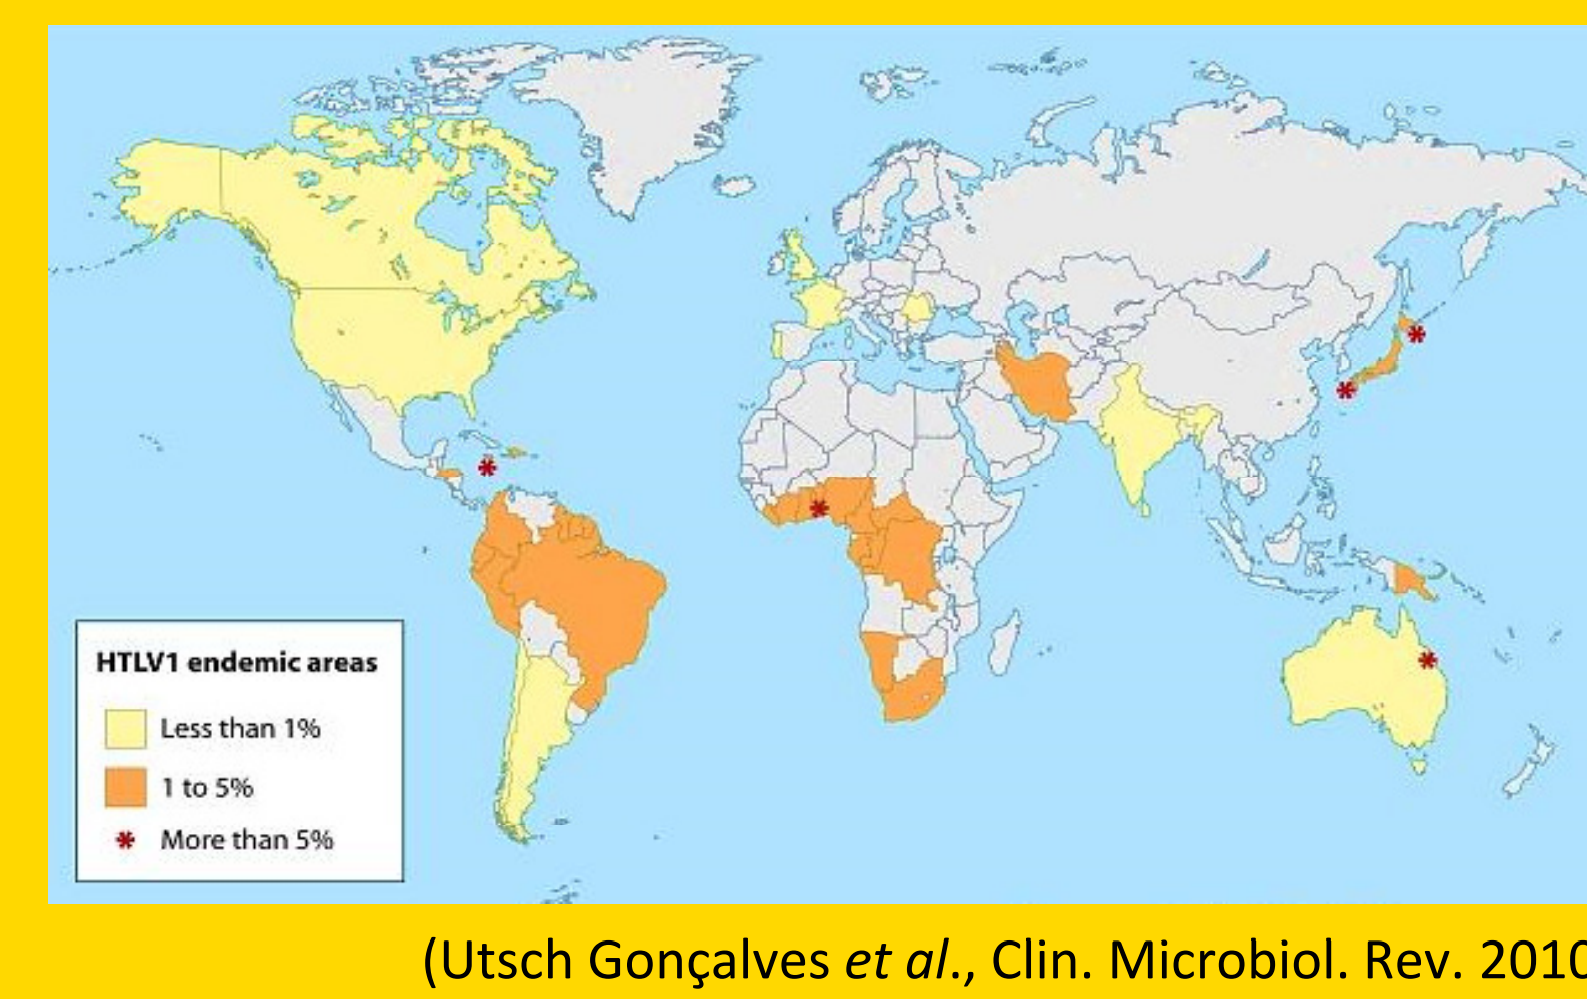 HTLV1 endemic areas
Less than 1%
1 to 5%
More than 5%
(Utsch Gonçalves et al., Clin. Microbiol. Rev. 2010